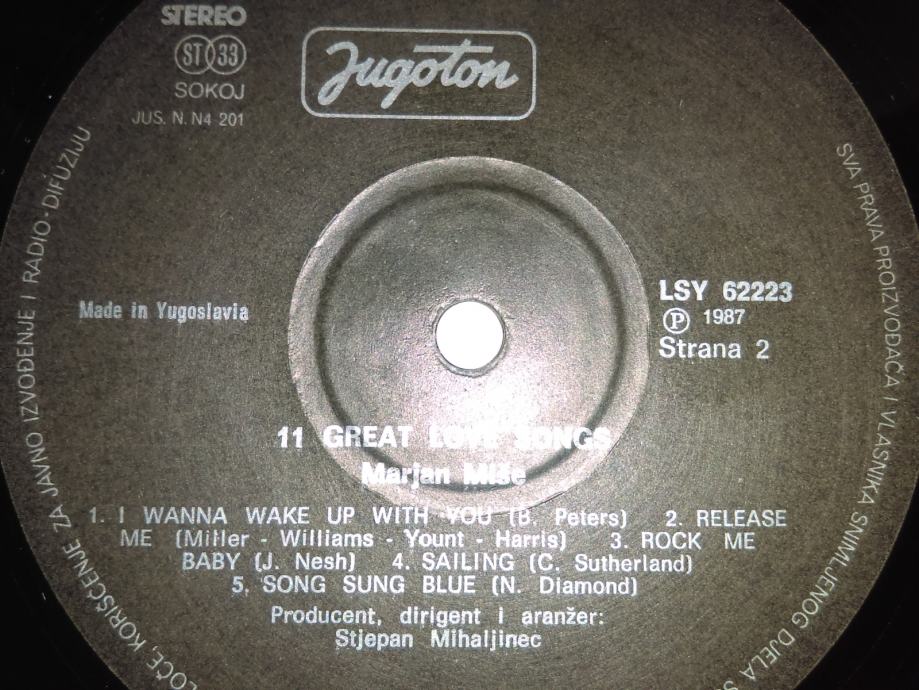 STEREO
ST 33
SOKOJ
JUS. N. N4 201
Jugoton
Made in Yugoslavia
LSY 62223
Ⓟ 1987
Strana 2
11 GREAT LOVE SONGS
Marjan Miše
1. I WANNA WAKE UP WITH YOU (B. Peters) 2. RELEASE
ME (Miller - Williams - Yount - Harris) 3. ROCK ME
BABY (J. Nesh) 4. SAILING (C. Sutherland)
5. SONG SUNG BLUE (N. Diamond)
Producent, dirigent i aranžer:
Stjepan Mihaljinec
SVA PRAVA PROIZVOĐAČA I VLASNIKA SNIMLJENOG DJELA
KORIŠĆENJE ZA JAVNO IZVOĐENJE I RADIO-DIFUZIJU